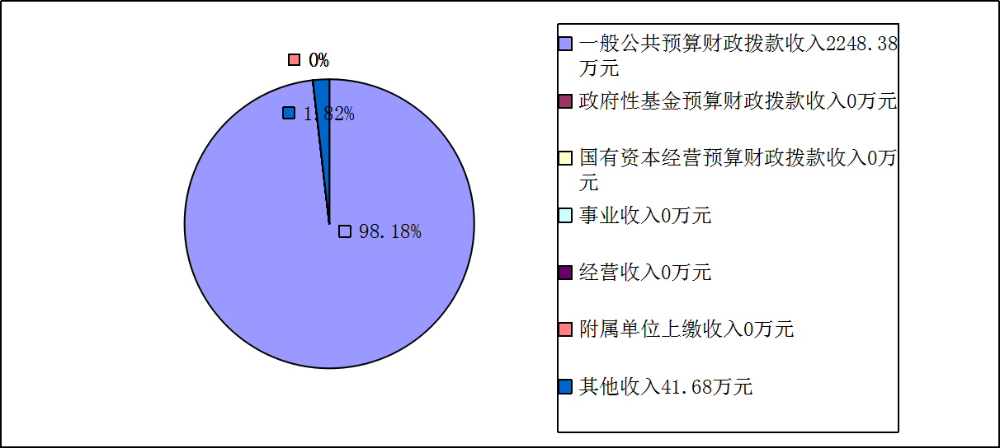 0%
1.82%
98.18%
一般公共预算财政拨款收入2248.38
万元
政府性基金预算财政拨款收入0万元
国有资本经营预算财政拨款收入0万
元
事业收入0万元
经营收入0万元
附属单位上缴收入0万元
其他收入41.68万元